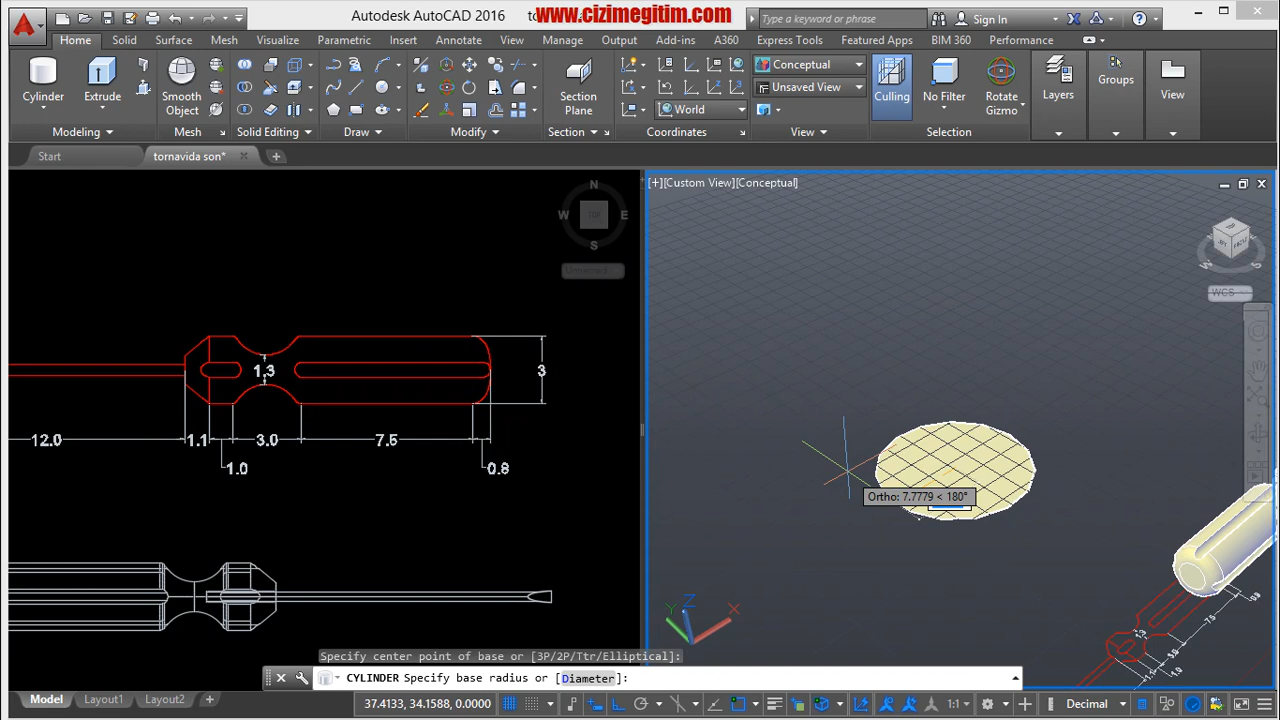 Autodesk AutoCAD 2016
www.cizimegitim.com
Type a keyword or phrase
Sign In
Home Solid Surface Mesh Visualize Parametric Insert Annotate View Manage Output Add-ins A360 Express Tools Featured Apps BIM 360 Performance
Cylinder
Extrude
Smooth
Object
Section
Plane
World
Conceptual
Unsaved View
Culling
No Filter
Rotate
Gizmo
Layers
Groups
View
Modeling
Mesh
Solid Editing
Draw
Modify
Section
Coordinates
View
Selection
Start
tornavida son*
[+][Custom View][Conceptual]
N
W TOP E
S
WCS
1,3
3
12.0
1.1
3.0
7.5
1.0
0.8
Ortho: 7.7779 < 180°
Y Z X
Specify center point of base or [3P/2P/Ttr/Elliptical]:
CYLINDER Specify base radius or [Diameter]:
Model Layout1 Layout2
37.4133, 34.1588, 0.0000
1:1
Decimal